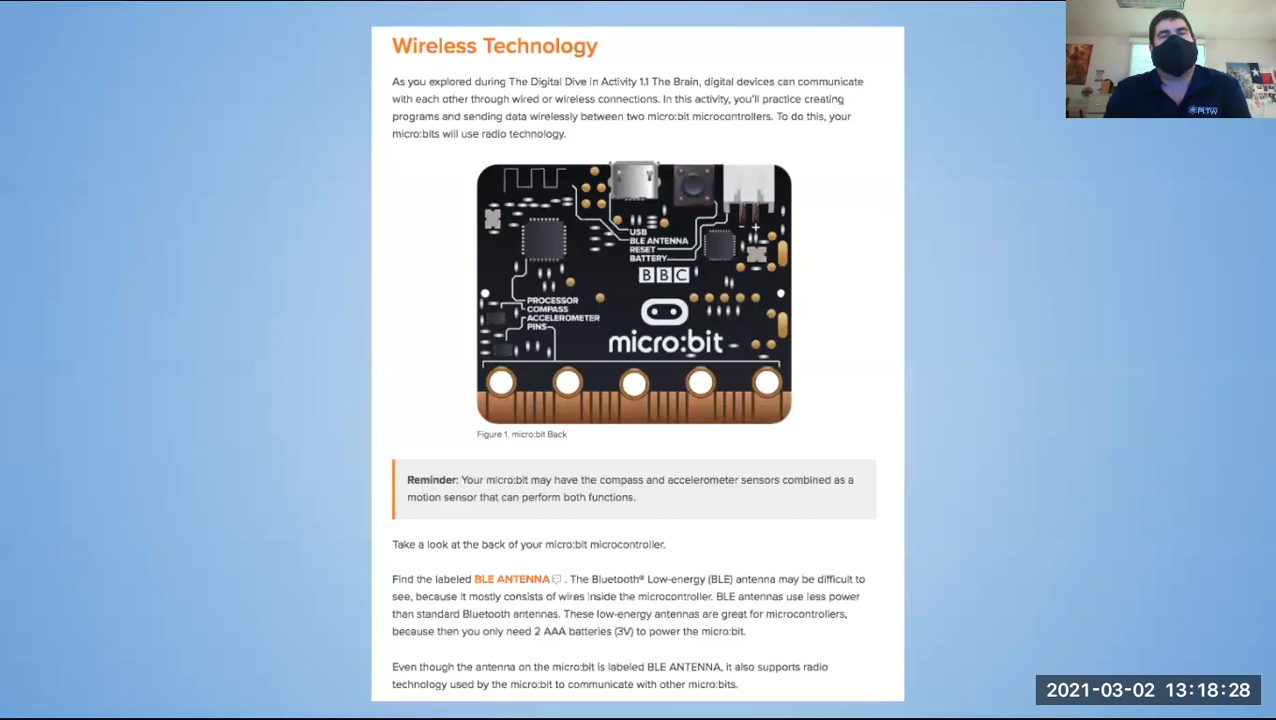 Wireless Technology
As you explored during The Digital Dive in Activity 1.1 The Brain, digital devices can communicate
with each other through wired or wireless connections. In this activity, you'll practice creating
programs and sending data wirelessly between two micro:bit microcontrollers. To do this, your
micro:bits will use radio technology.
USB
BLE ANTENNA
RESET
BATTERY
- +
BBC
PROCESSOR
COMPASS
ACCELEROMETER
PINS
micro:bit
Figure 1. micro:bit Back
Reminder: Your micro:bit may have the compass and accelerometer sensors combined as a
motion sensor that can perform both functions.
Take a look at the back of your micro:bit microcontroller.
Find the labeled BLE ANTENNA . The Bluetooth® Low-energy (BLE) antenna may be difficult to
see, because it mostly consists of wires inside the microcontroller. BLE antennas use less power
than standard Bluetooth antennas. These low-energy antennas are great for microcontrollers,
because then you only need 2 AAA batteries (3V) to power the micro:bit.
Even though the antenna on the micro:bit is labeled BLE ANTENNA, it also supports radio
technology used by the micro:bit to communicate with other micro:bits.
PLTW
2021-03-02 13:18:28